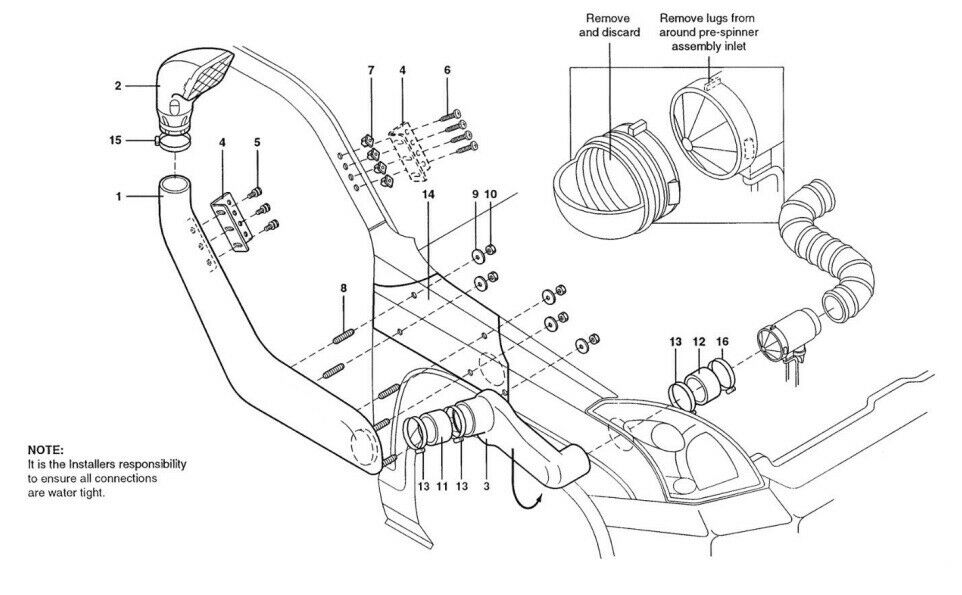 Remove
and discard
Remove lugs from
around pre-spinner
assembly inlet
2
7
4
6
15
4
5
1
14
9
10
8
13
12
16
13
11
13
3
NOTE:
It is the Installers responsibility
to ensure all connections
are water tight.